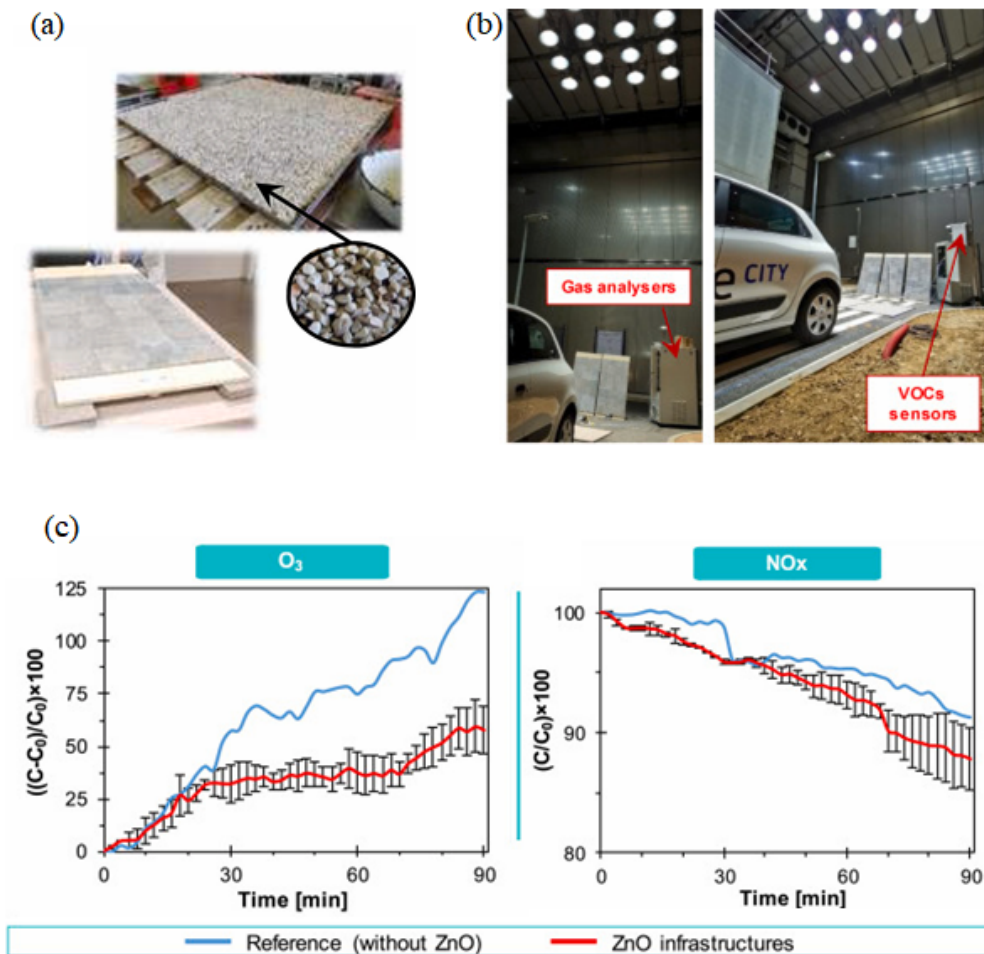 (a)
(b)
Gas analysers
e CITY
VOCs
sensors
(c)
O₃
NOx
((C-C₀)/C₀)×100
125
100
75
50
25
0
0
30
60
90
Time [min]
(C/C₀)×100
100
90
80
0
30
60
90
Time [min]
Reference (without ZnO)
ZnO infrastructures